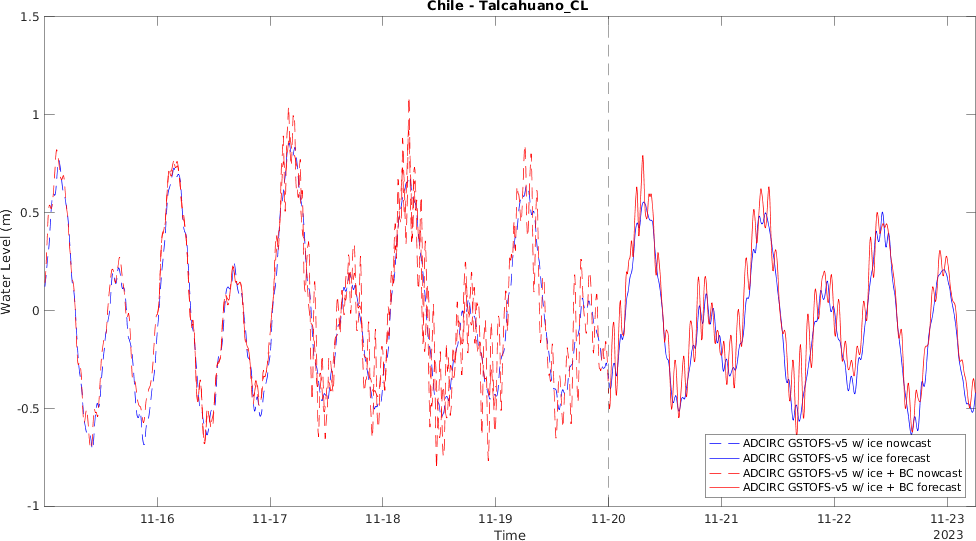 Chile - Talcahuano_CL
1.5
1
0.5
0
-0.5
-1
Water Level (m)
11-16
11-17
11-18
11-19
11-20
11-21
11-22
11-23
2023
Time
ADCIRC GSTOFS-v5 w/ ice nowcast
ADCIRC GSTOFS-v5 w/ ice forecast
ADCIRC GSTOFS-v5 w/ ice + BC nowcast
ADCIRC GSTOFS-v5 w/ ice + BC forecast